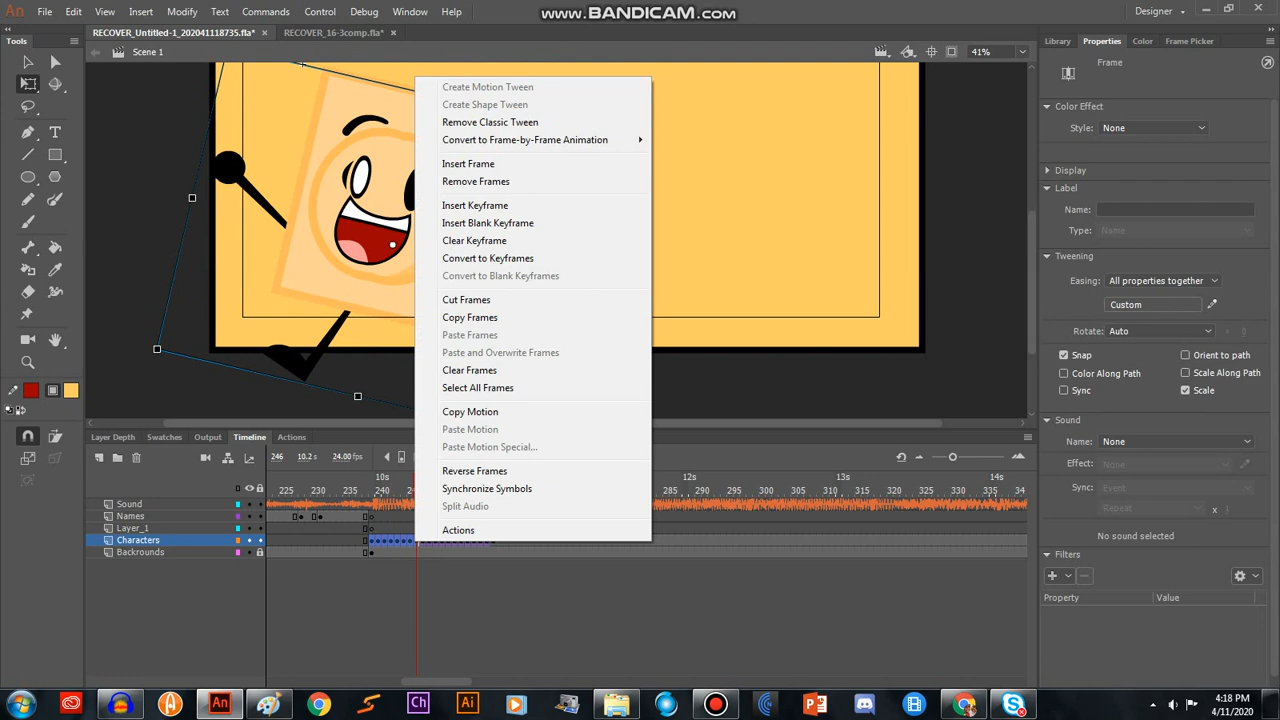 An File Edit View Insert Modify Text Commands Control Debug Window Help www.BANDICAM.com Designer
RECOVER_Untitled-1_202041118735.fla* × RECOVER_16-3comp.fla* ×
Tools
Scene 1 41%
Library Properties Color Frame Picker
Frame
Color Effect
Style: None
Display
Label
Name:
Type: Name
Tweening
Easing: All properties together
Custom
Rotate: Auto x
Snap Orient to path
Color Along Path Scale Along Path
Sync Scale
Sound
Name: None
Effect: None
Sync: Event
Repeat x 1
No sound selected
Filters
Property Value
Create Motion Tween
Create Shape Tween
Remove Classic Tween
Convert to Frame-by-Frame Animation
Insert Frame
Remove Frames
Insert Keyframe
Insert Blank Keyframe
Clear Keyframe
Convert to Keyframes
Convert to Blank Keyframes
Cut Frames
Copy Frames
Paste Frames
Paste and Overwrite Frames
Clear Frames
Select All Frames
Copy Motion
Paste Motion
Paste Motion Special...
Reverse Frames
Synchronize Symbols
Split Audio
Actions
Layer Depth Swatches Output Timeline Actions
246 10.2 s 24.00 fps
10s 12s 13s 14s
225 230 235 240 285 290 295 300 305 310 315 320 325 330 335 34
Sound
Names
Layer_1
Characters
Backrounds
An Ch Ai
4:18 PM
4/11/2020